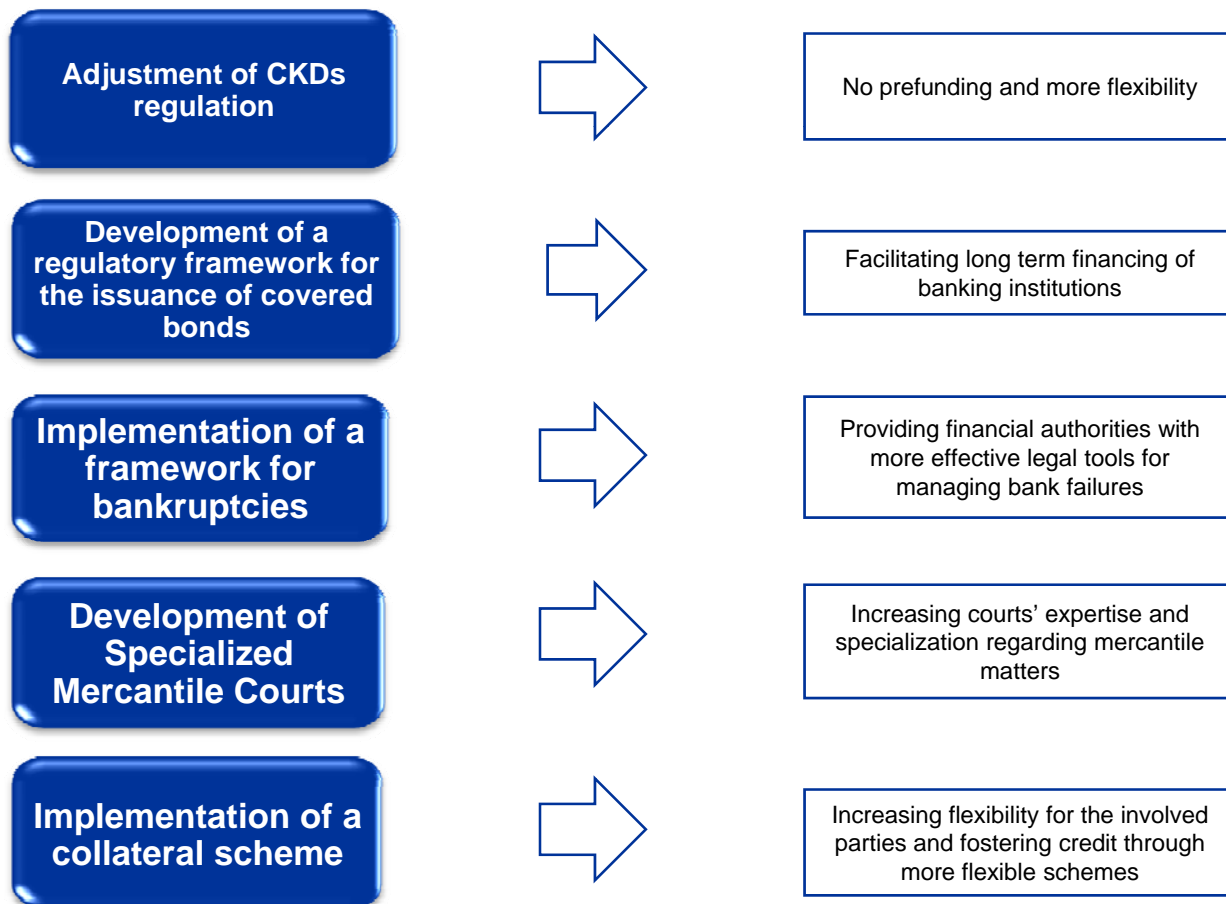 Adjustment of CKDs
regulation
No prefunding and more flexibility
Development of a
regulatory framework for
the issuance of covered
bonds
Facilitating long term financing of
banking institutions
Implementation of a
framework for
bankruptcies
Providing financial authorities with
more effective legal tools for
managing bank failures
Development of
Specialized
Mercantile Courts
Increasing courts’ expertise and
specialization regarding mercantile
matters
Implementation of a
collateral scheme
Increasing flexibility for the involved
parties and fostering credit through
more flexible schemes